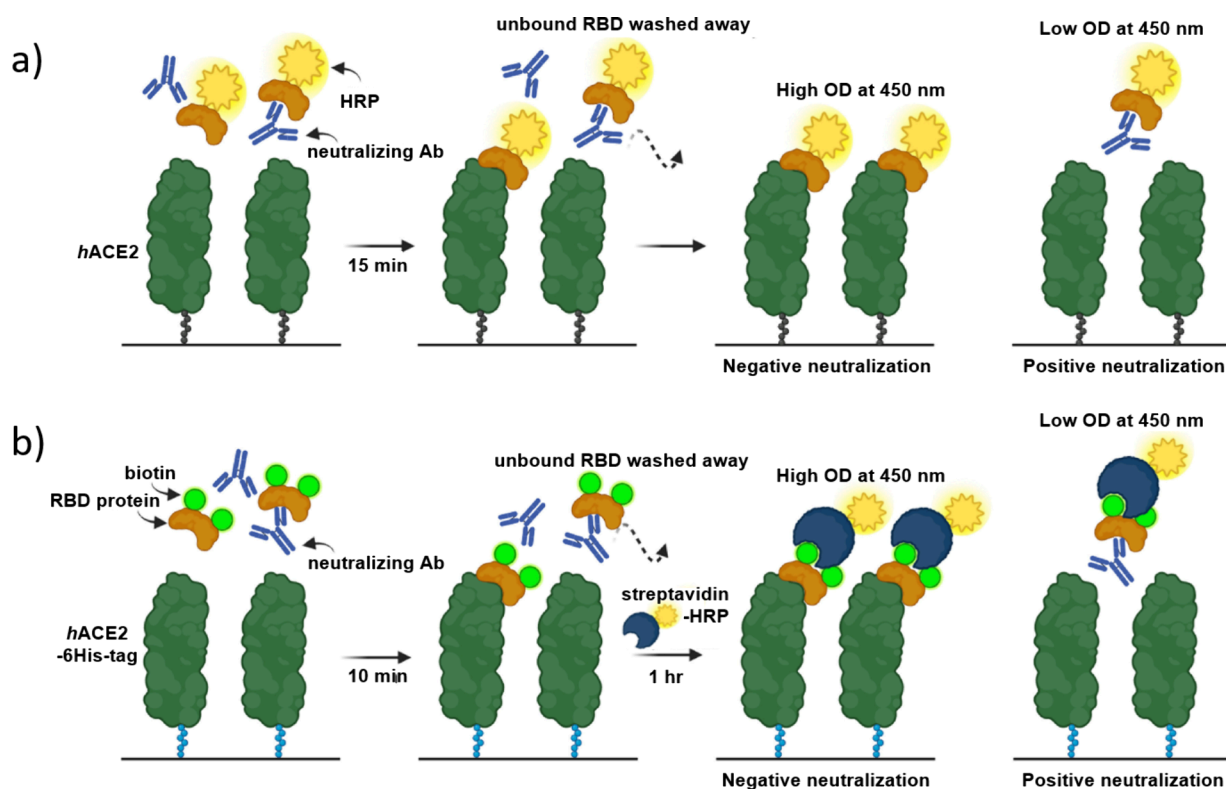 a)
unbound RBD washed away
Low OD at 450 nm
HRP
High OD at 450 nm
neutralizing Ab
hACE2
15 min
Negative neutralization
Positive neutralization
b)
Low OD at 450 nm
biotin
unbound RBD washed away
High OD at 450 nm
RBD protein
neutralizing Ab
streptavidin
-HRP
hACE2
-6His-tag
10 min
1 hr
Negative neutralization
Positive neutralization